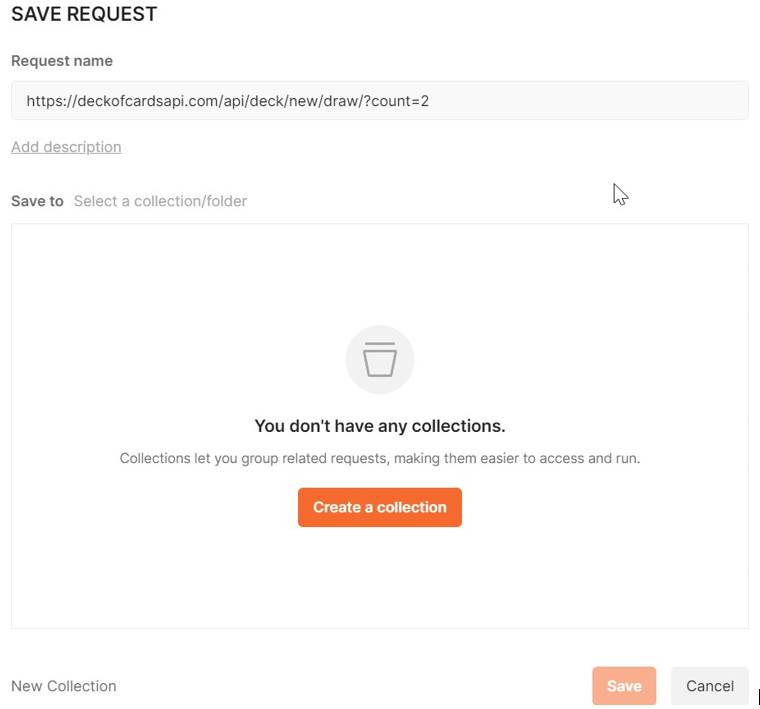 SAVE REQUEST
Request name
https://deckofcardsapi.com/api/deck/new/draw/?count=2
Add description
Save to Select a collection/folder
You don't have any collections.
Collections let you group related requests, making them easier to access and run.
Create a collection
New Collection Save Cancel